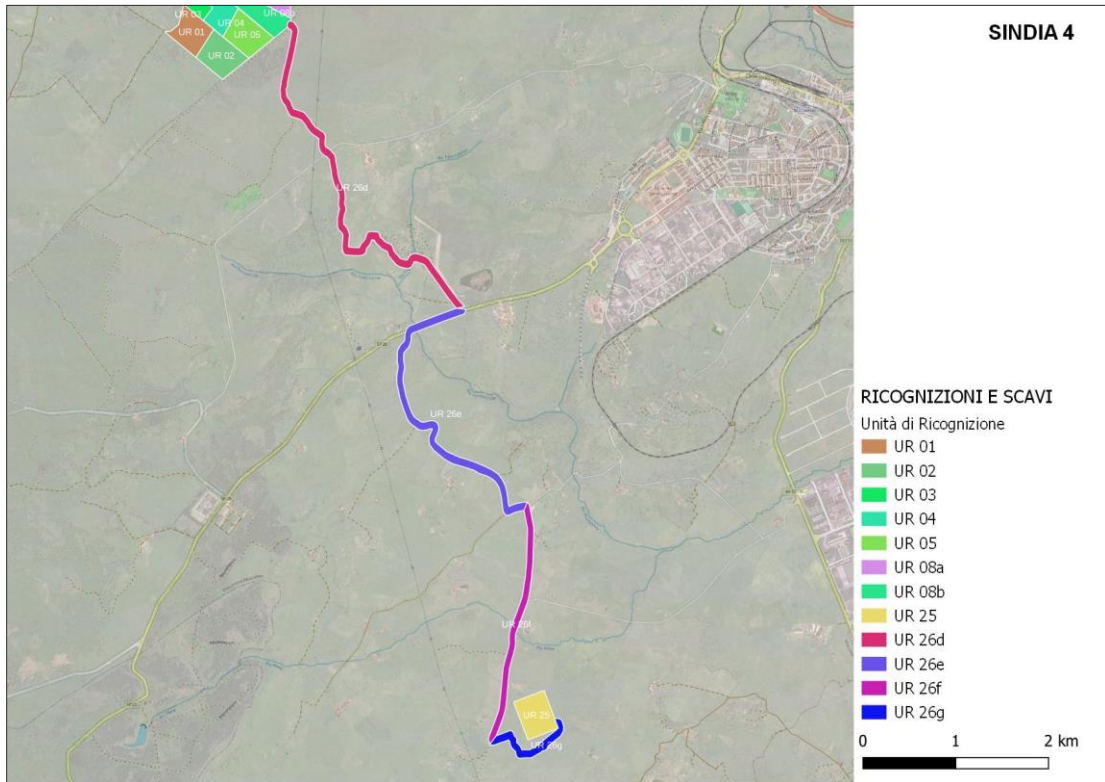 SINDIA 4
UR 03
UR 04
UR 08b
UR 01
UR 05
UR 02
UR 26d
UR 26e
UR 26f
UR 25
UR 26g
RICOGNIZIONI E SCAVI
Unità di Ricognizione
UR 01
UR 02
UR 03
UR 04
UR 05
UR 08a
UR 08b
UR 25
UR 26d
UR 26e
UR 26f
UR 26g
0 1 2 km